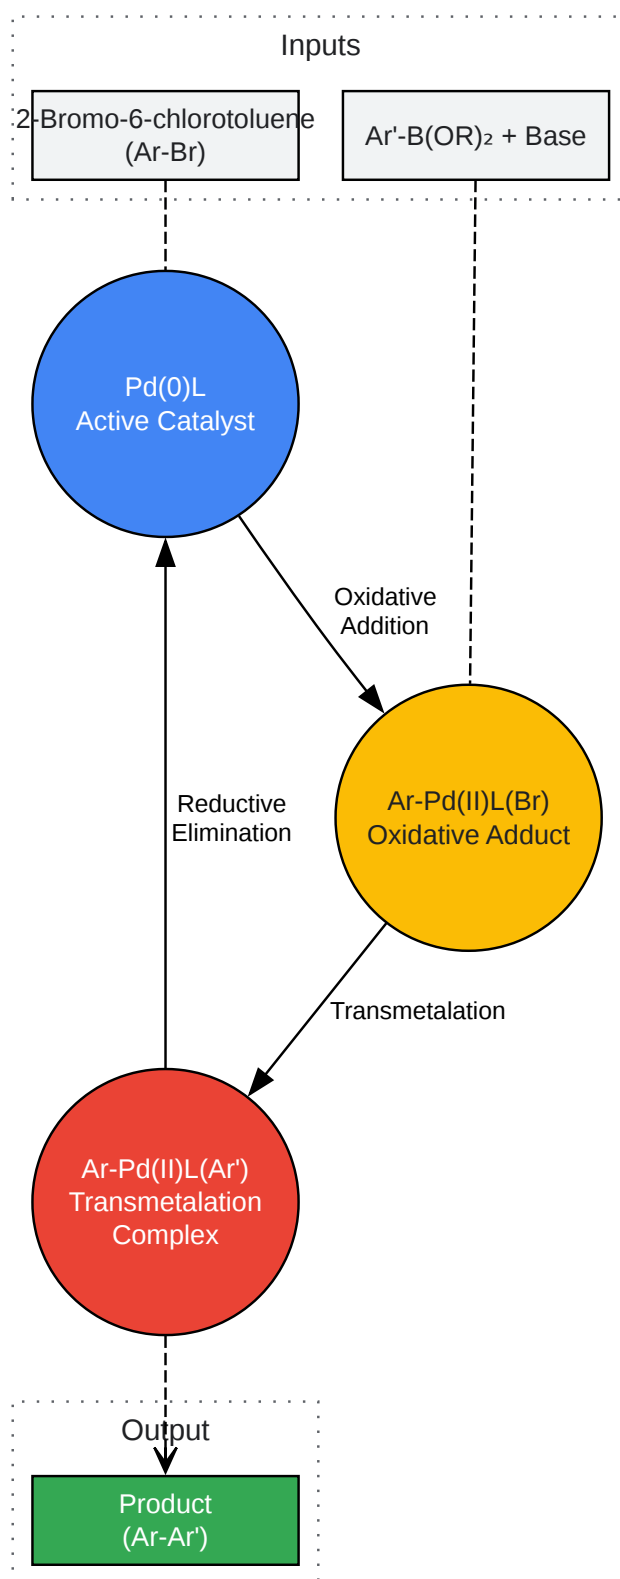 Inputs
2-Bromo-6-chlorotoluene
(Ar-Br)
Ar'-B(OR)₂ + Base
Pd(0)L
Active Catalyst
Oxidative
Addition
Reductive
Elimination
Ar-Pd(II)L(Br)
Oxidative Adduct
Transmetalation
Ar-Pd(II)L(Ar')
Transmetalation
Complex
Output
Product
(Ar-Ar')